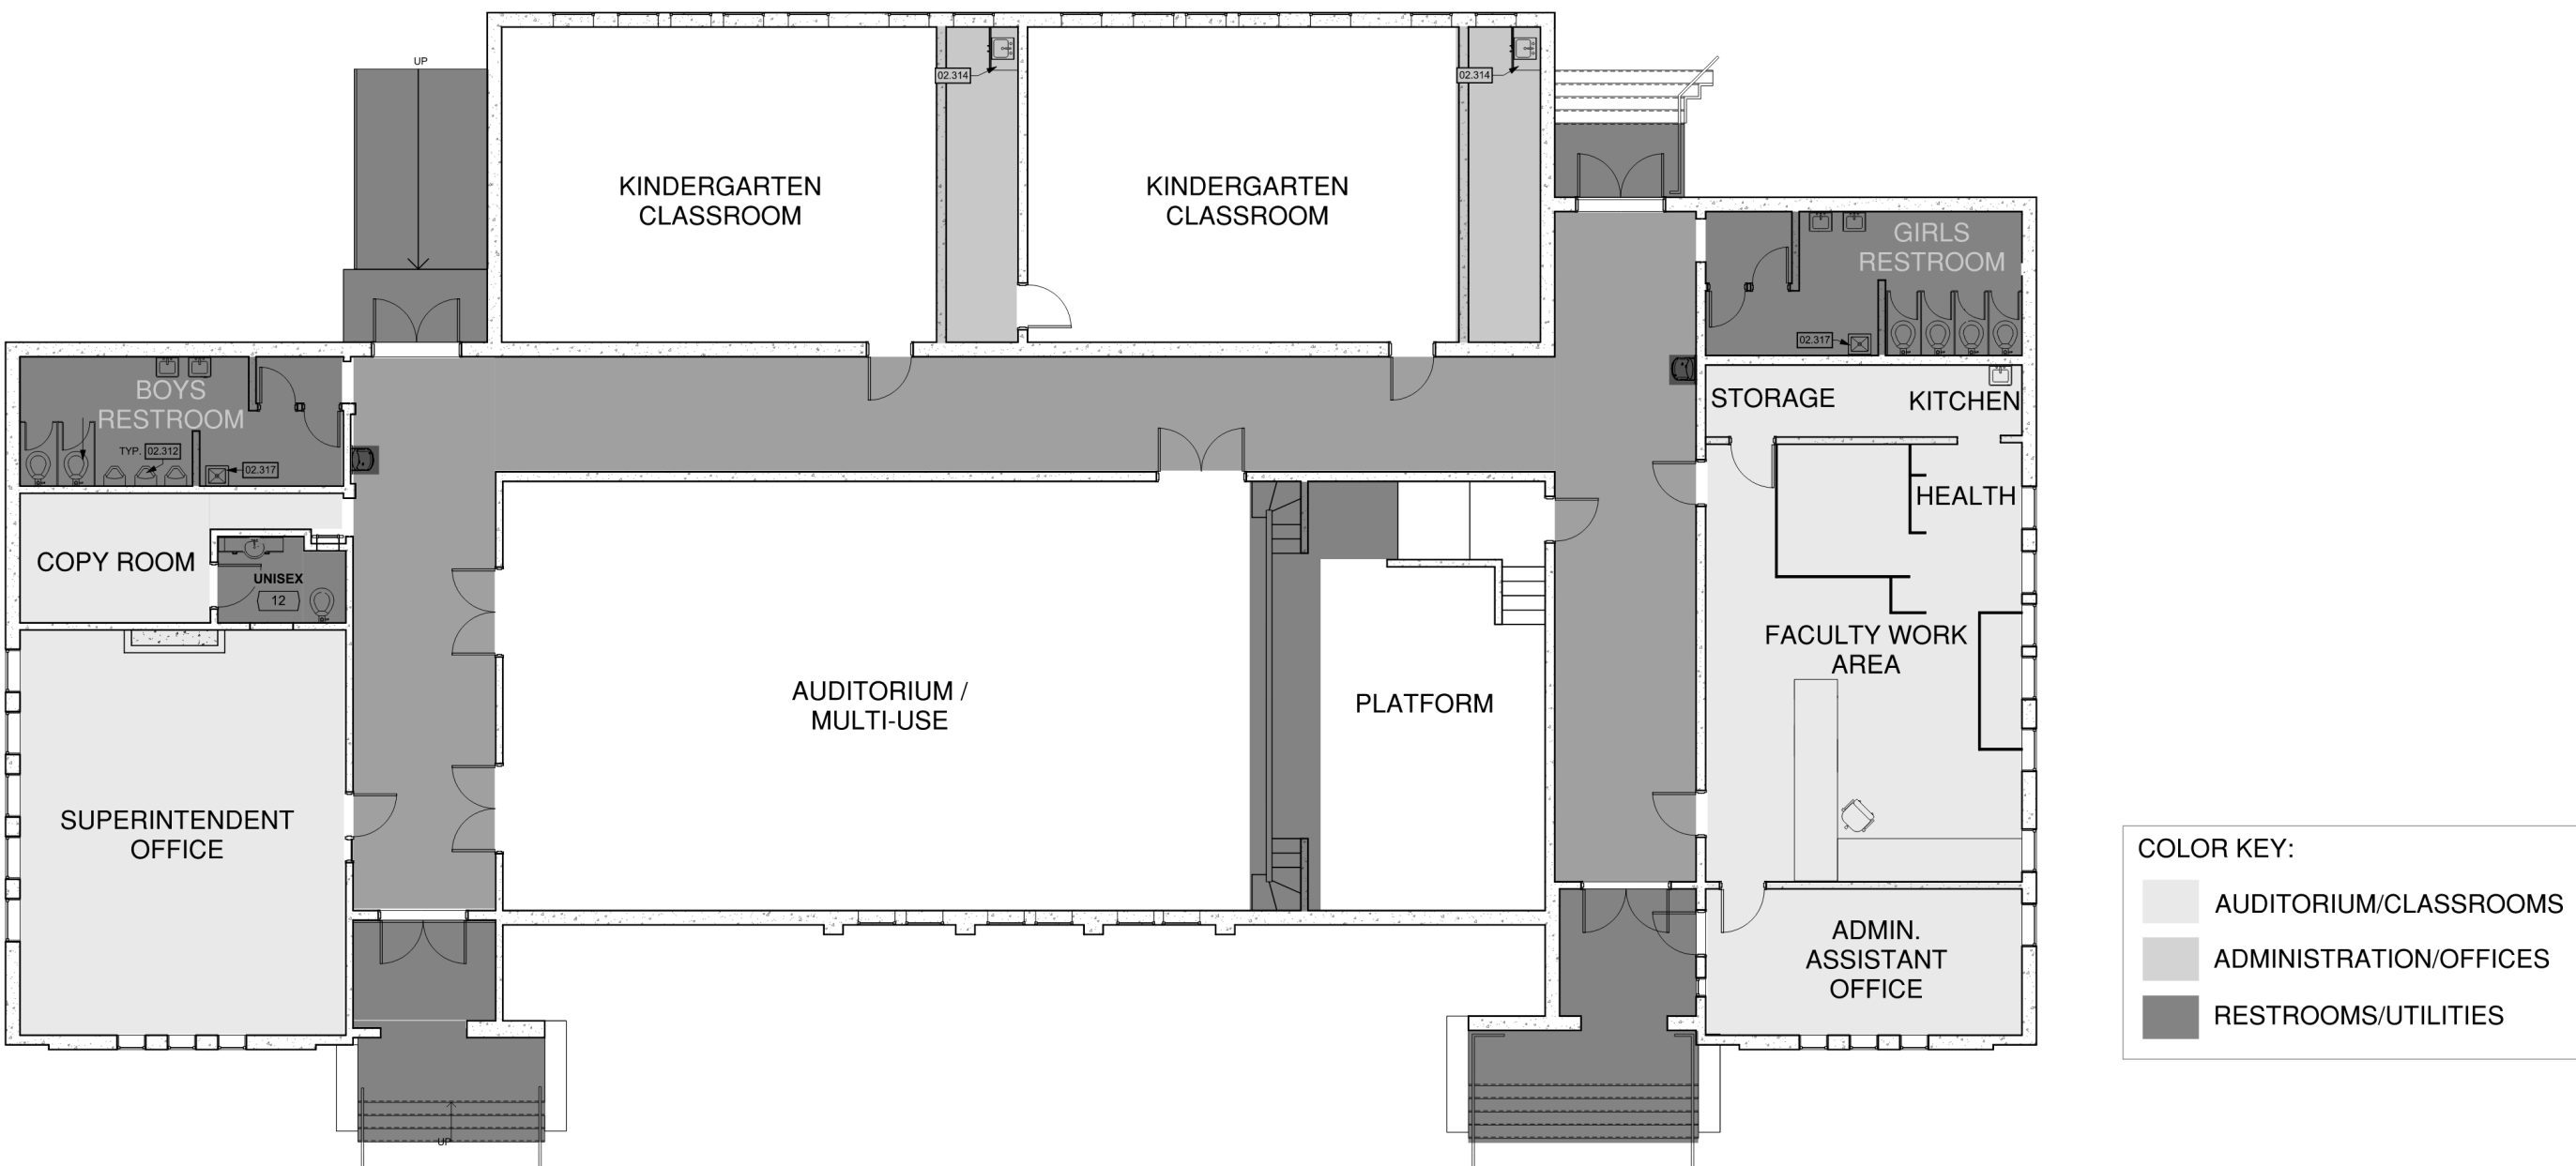 UP
02.314
02.314
KINDERGARTEN
CLASSROOM
KINDERGARTEN
CLASSROOM
GIRLS
RESTROOM
02.317
BOYS
RESTROOM
TYP. 02.312
02.317
STORAGE
KITCHEN
HEALTH
COPY ROOM
UNISEX
12
FACULTY WORK
AREA
AUDITORIUM /
MULTI-USE
PLATFORM
SUPERINTENDENT
OFFICE
ADMIN.
ASSISTANT
OFFICE
UP
COLOR KEY:
AUDITORIUM/CLASSROOMS
ADMINISTRATION/OFFICES
RESTROOMS/UTILITIES